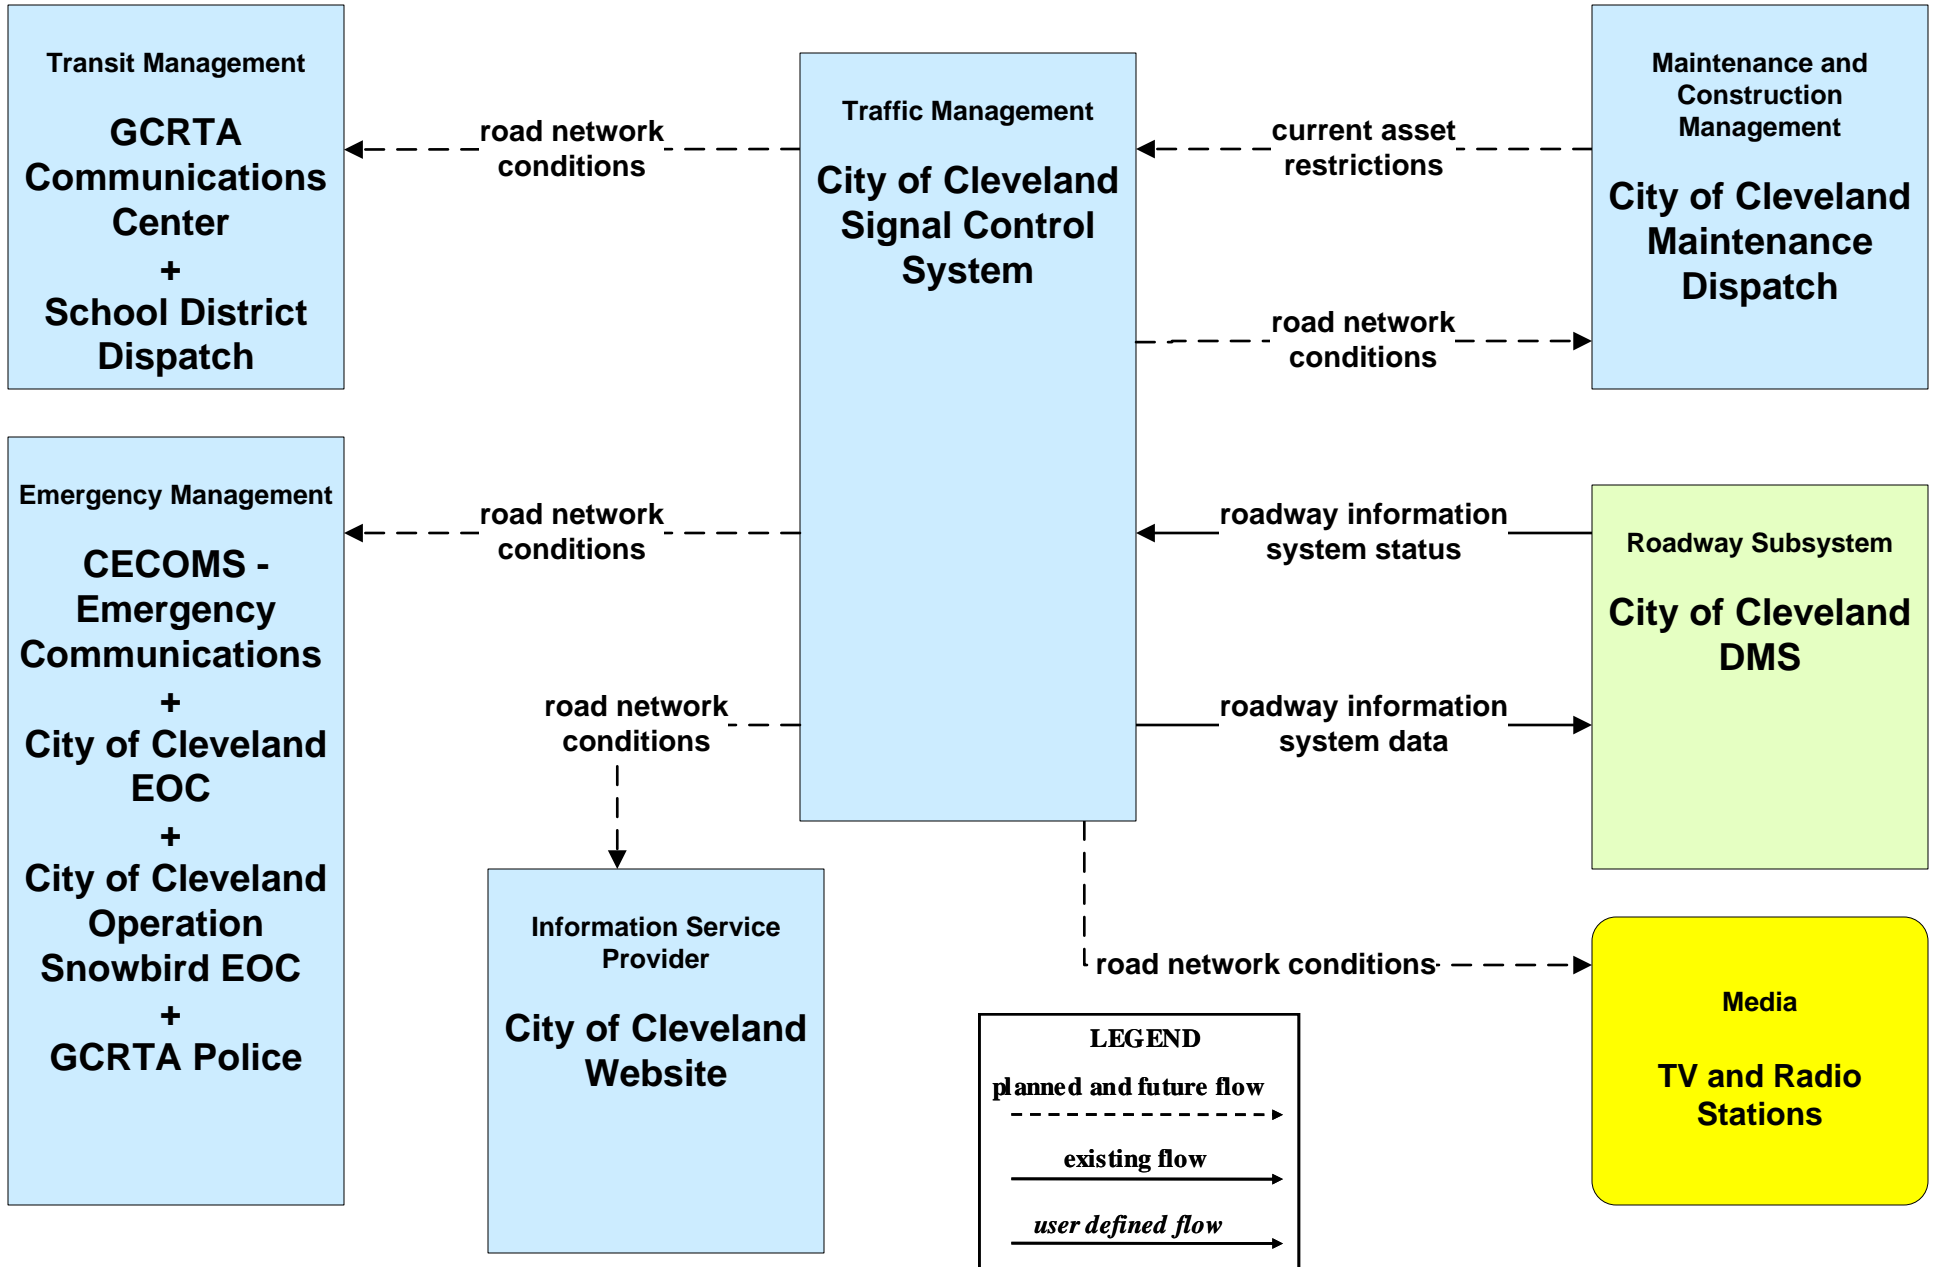 Transit Management
GCRTA
Communications
Center
+
School District
Dispatch
road network
conditions
Traffic Management
City of Cleveland
Signal Control
System
current asset
restrictions
road network
conditions
Maintenance and
Construction
Management
City of Cleveland
Maintenance
Dispatch
Emergency Management
CECOMS -
Emergency
Communications
+
City of Cleveland
EOC
+
City of Cleveland
Operation
Snowbird EOC
+
GCRTA Police
road network
conditions
roadway information
system status
roadway information
system data
Roadway Subsystem
City of Cleveland
DMS
road network
conditions
Information Service
Provider
City of Cleveland
Website
road network conditions
Media
TV and Radio
Stations
LEGEND
planned and future flow
existing flow
user defined flow